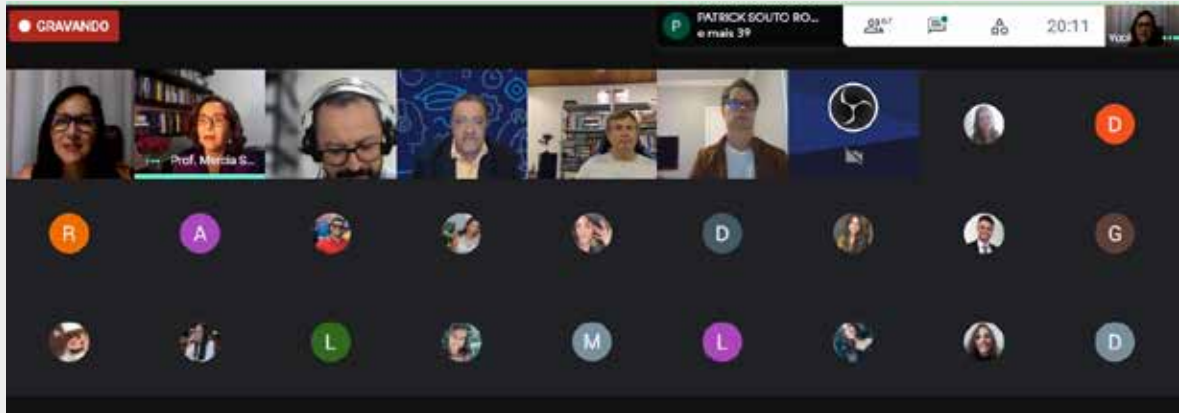 GRAVANDO
P
PATRICK SOUTO RO...
e mais 39
20:11
Você
Prof. Mercia S...
D
R
A
D
G
L
M
L
D